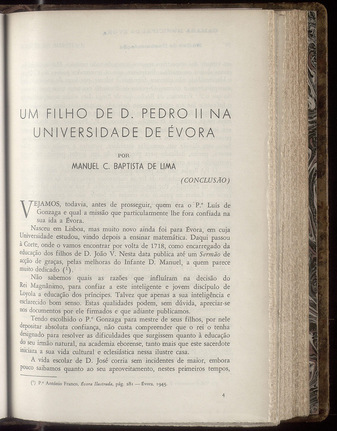 UM FILHO DE D. PEDRO II NA
UNIVERSIDADE DE ÉVORA
POR
MANUEL C. BAPTISTA DE LIMA
(CONCLUSÃO)
VEJAMOS, todavia, antes de prosseguir, quem era o P.e Luís de
Gonzaga e qual a missão que particularmente lhe fora confiada na
sua ida a Évora.
Nasceu em Lisboa, mas muito novo ainda foi para Évora, em cuja
Universidade estudou, vindo depois a ensinar matemática. Daqui passou
à Corte, onde o vamos encontrar por volta de 1718, como encarregado da
educação dos filhos de D. João V. Nesta data publica até um Sermão de
acção de graças, pelas melhoras do Infante D. Manuel, a quem parece
muito dedicado (1).
Não sabemos quais as razões que influíram na decisão do
Rei Magnânimo, para confiar a este inteligente e jovem discípulo de
Loyola a educação dos príncipes. Talvez que apenas a sua inteligência e
esclarecido bom senso. Estas qualidades podem, sem dúvida, apreciar-se
nos documentos por ele firmados e que adiante publicamos.
Tendo escolhido o P.e Gonzaga para mestre de seus filhos, por nele
depositar absoluta confiança, não custa compreender que o rei o tenha
designado para resolver as dificuldades que surgissem quanto à educação
do seu irmão natural, na academia eborense, tanto mais que este sacerdote
iniciara a sua vida cultural e eclesiástica nessa ilustre casa.
A vida escolar de D. José corria sem incidentes de maior, embora
pouco saibamos quanto ao seu aproveitamento, nestes primeiros tempos,
(1) P.e António Franco, Évora Ilustrada, pág. 281 — Évora, 1945.